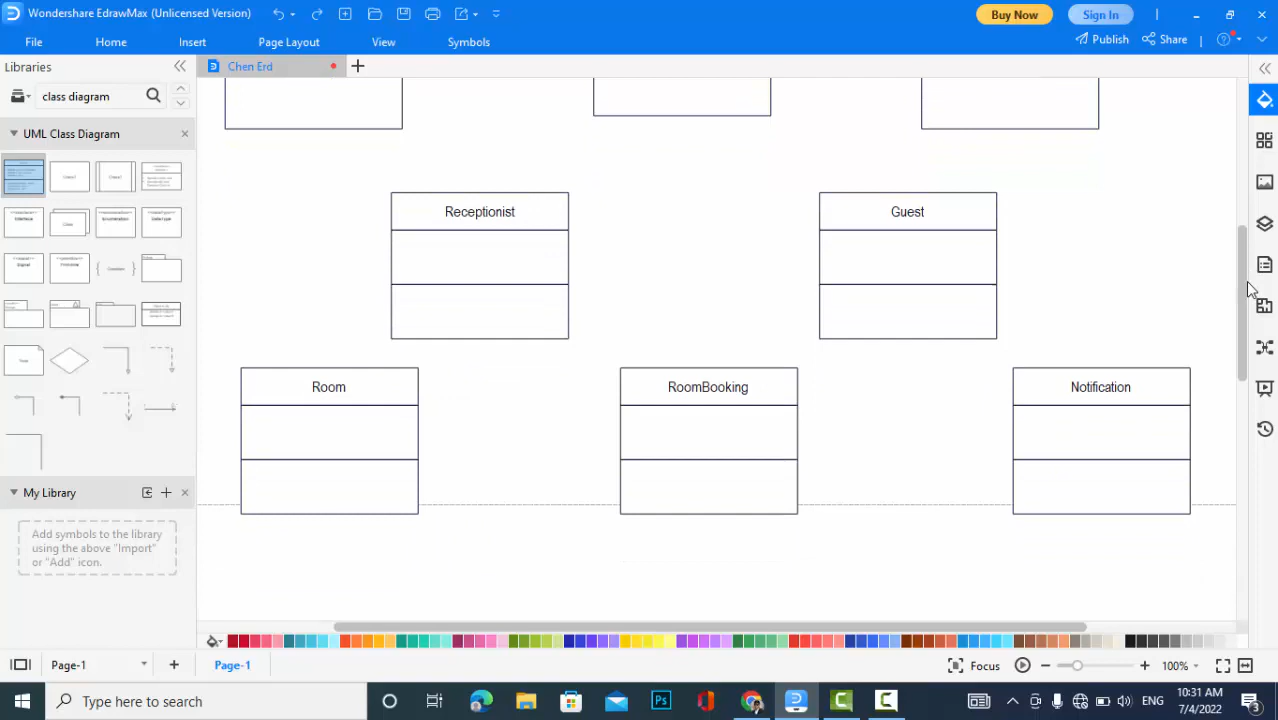 Wondershare EdrawMax (Unlicensed Version)
Buy Now
Sign In
File
Home
Insert
Page Layout
View
Symbols
Publish
Share
Libraries
Chen Erd
class diagram
UML Class Diagram
My Library
Add symbols to the library
using the above "Import"
or "Add" icon.
Receptionist
Guest
Room
RoomBooking
Notification
Page-1
Page-1
Focus
100%
Type here to search
Ps
ENG
10:31 AM
7/4/2022
3